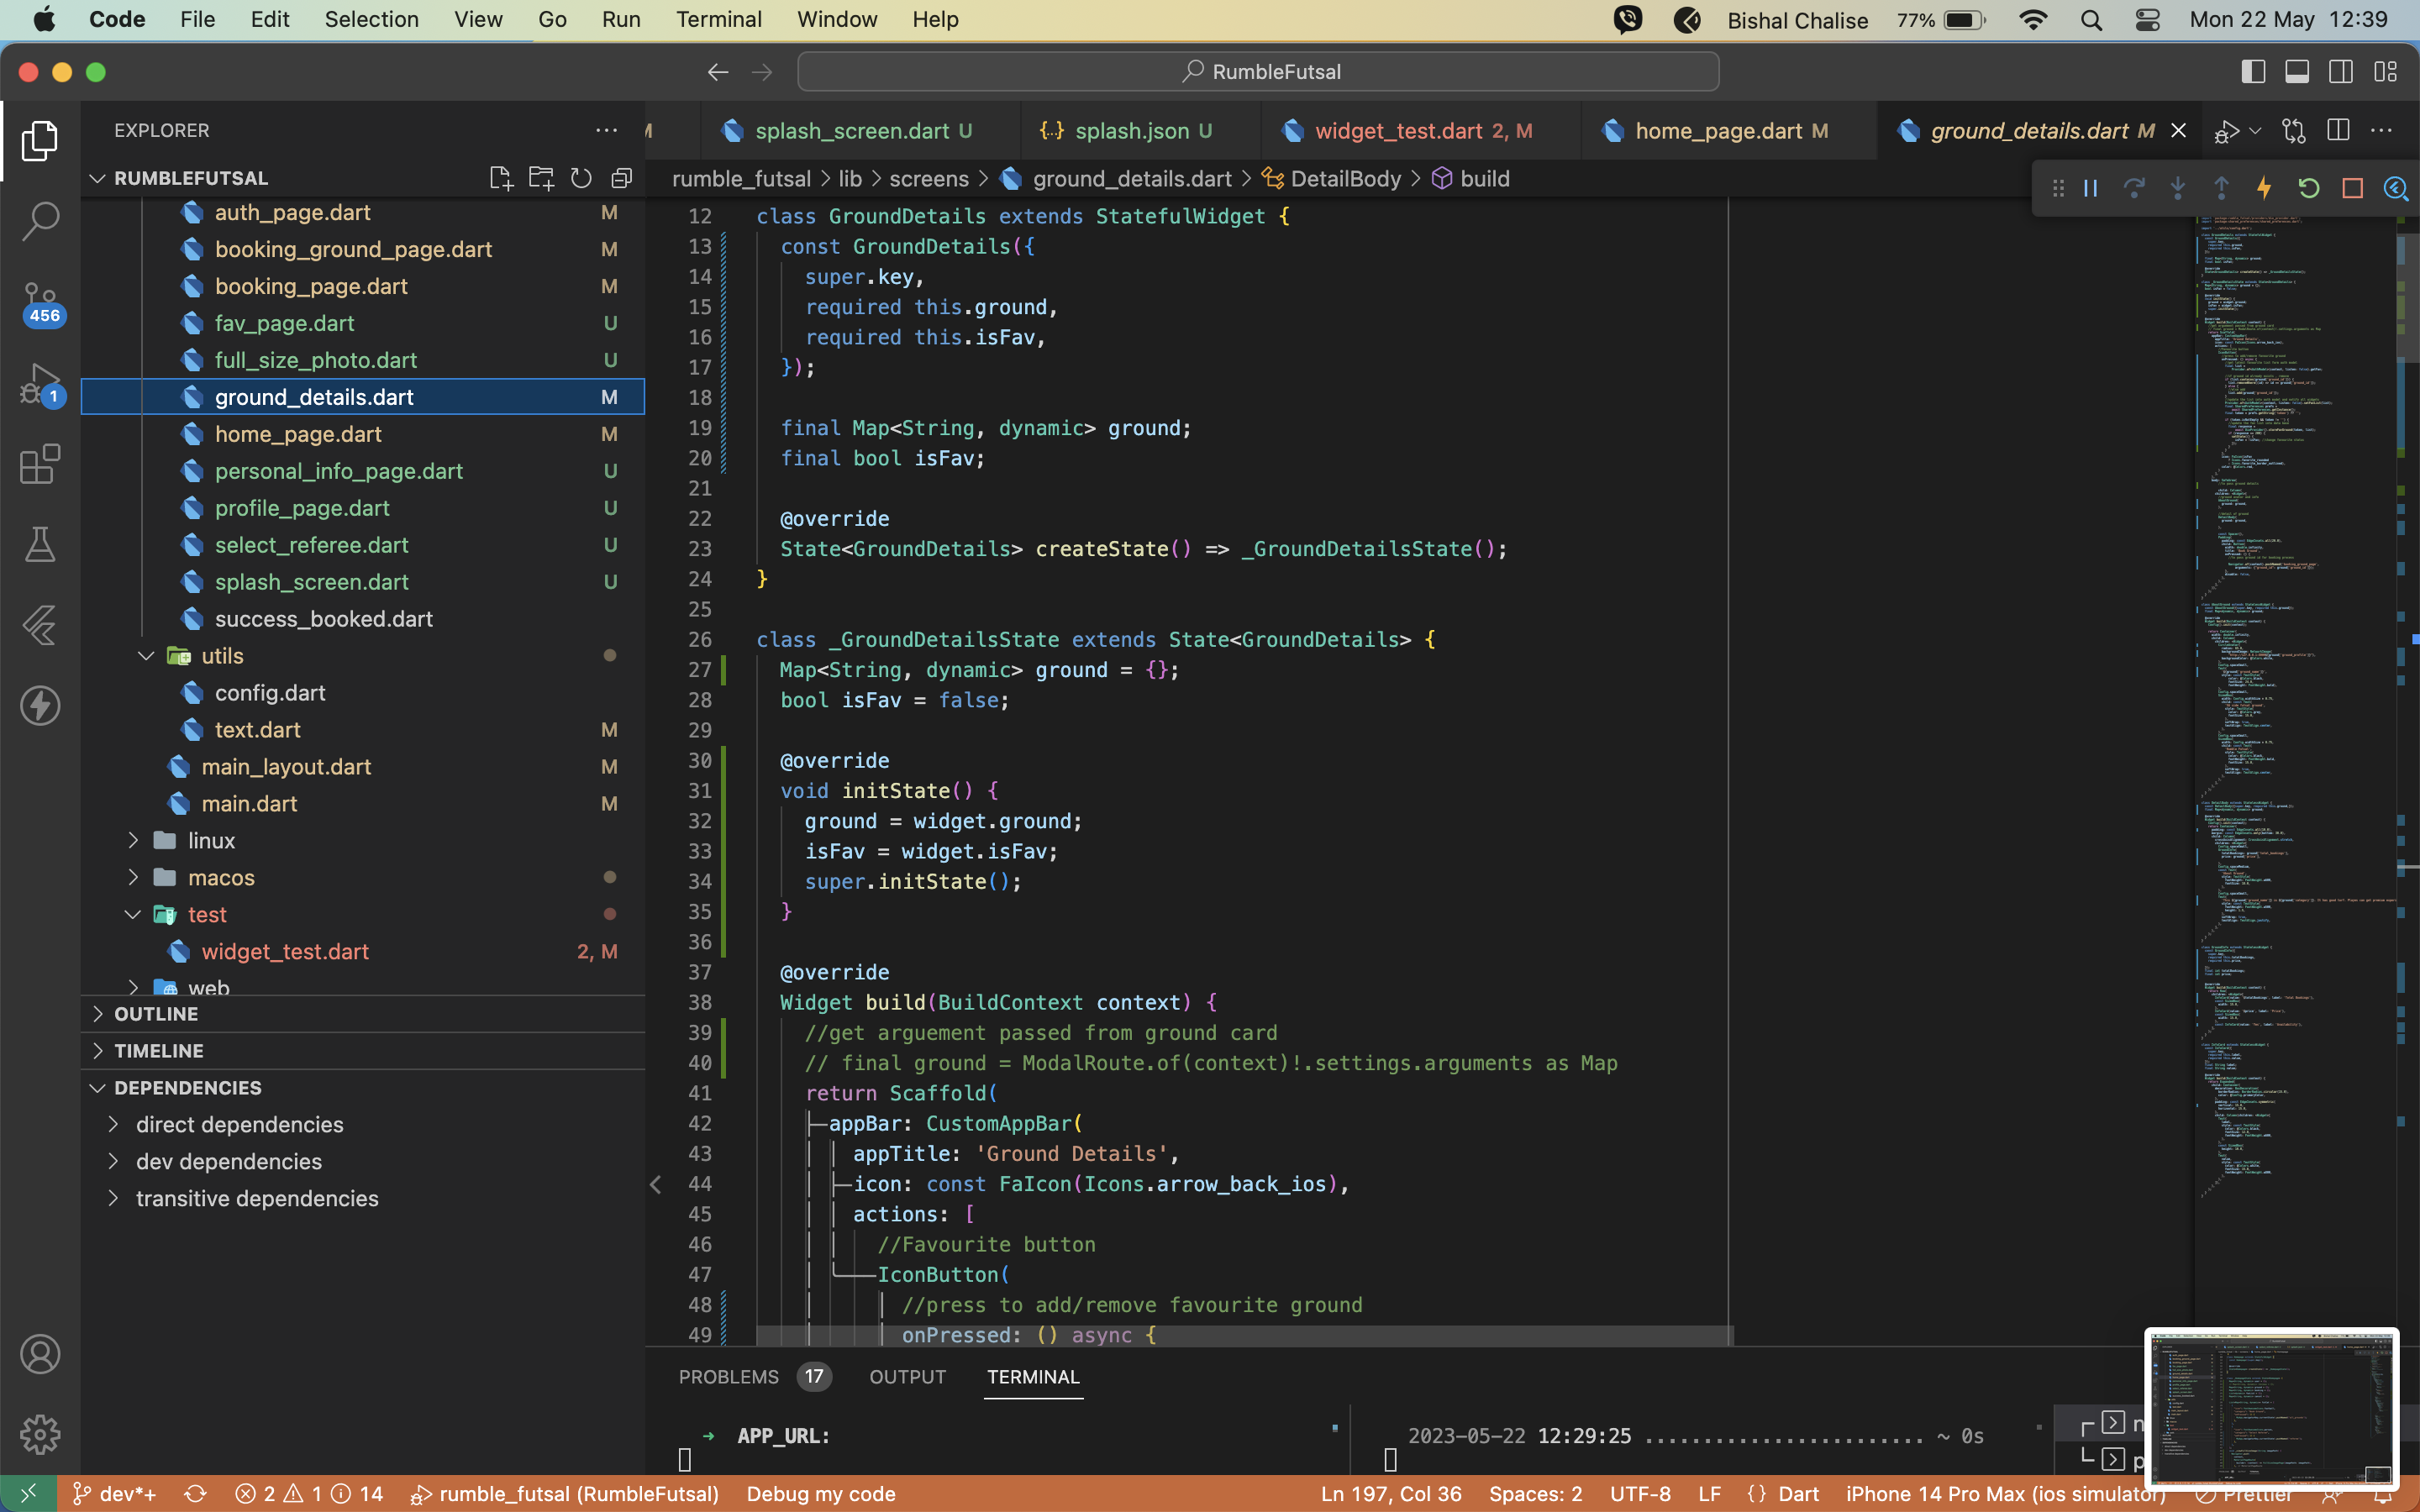 Code File Edit Selection View Go Run Terminal Window Help Bishal Chalise 77% Mon 22 May 12:39
RumbleFutsal
EXPLORER
RUMBLEFUTSAL
auth_page.dart M
booking_ground_page.dart M
booking_page.dart M
fav_page.dart U
full_size_photo.dart U
ground_details.dart M
home_page.dart M
personal_info_page.dart U
profile_page.dart U
select_referee.dart U
splash_screen.dart U
success_booked.dart
utils
config.dart
text.dart M
main_layout.dart M
main.dart M
linux
macos
test
widget_test.dart 2, M
web
OUTLINE
TIMELINE
DEPENDENCIES
direct dependencies
dev dependencies
transitive dependencies
456
1
M splash_screen.dart U {..} splash.json U widget_test.dart 2, M home_page.dart M ground_details.dart M
rumble_futsal > lib > screens > ground_details.dart > DetailBody > build
12 class GroundDetails extends StatefulWidget {
13 const GroundDetails({
14 super.key,
15 required this.ground,
16 required this.isFav,
17 });
18
19 final Map<String, dynamic> ground;
20 final bool isFav;
21
22 @override
23 State<GroundDetails> createState() => _GroundDetailsState();
24 }
25
26 class _GroundDetailsState extends State<GroundDetails> {
27 Map<String, dynamic> ground = {};
28 bool isFav = false;
29
30 @override
31 void initState() {
32 ground = widget.ground;
33 isFav = widget.isFav;
34 super.initState();
35 }
36
37 @override
38 Widget build(BuildContext context) {
39 //get arguement passed from ground card
40 // final ground = ModalRoute.of(context)!.settings.arguments as Map
41 return Scaffold(
42 appBar: CustomAppBar(
43 appTitle: 'Ground Details',
44 icon: const FaIcon(Icons.arrow_back_ios),
45 actions: [
46 //Favourite button
47 IconButton(
48 //press to add/remove favourite ground
49 onPressed: () async {
PROBLEMS 17 OUTPUT TERMINAL
→ APP_URL:
2023-05-22 12:29:25 ....................... ~ 0s
n
p
dev*+ 2 1 14 rumble_futsal (RumbleFutsal) Debug my code Ln 197, Col 36 Spaces: 2 UTF-8 LF {} Dart iPhone 14 Pro Max (ios simulator) Prettier